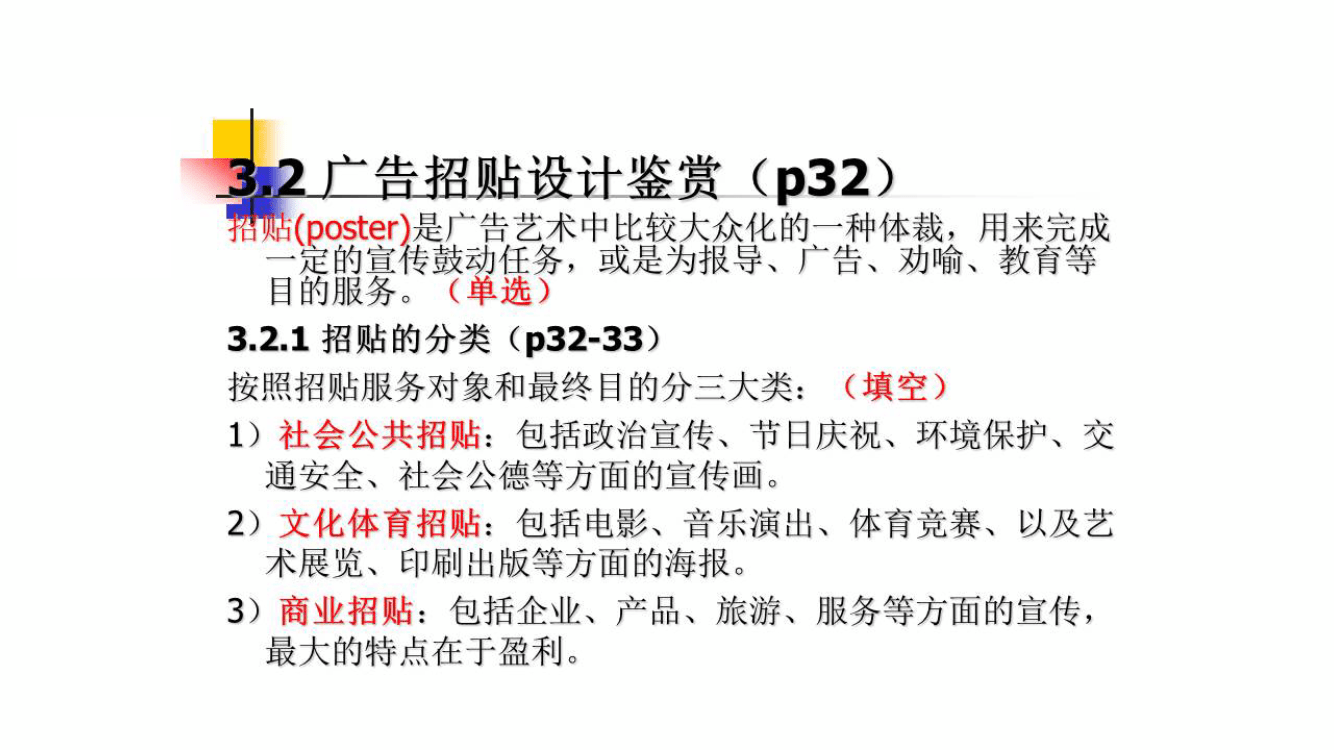 3.2 广告招贴设计鉴赏（p32）
招贴(poster)是广告艺术中比较大众化的一种体裁，用来完成
一定的宣传鼓动任务，或是为报导、广告、劝喻、教育等
目的服务。（单选）
3.2.1 招贴的分类（p32-33）
按照招贴服务对象和最终目的分三大类：（填空）
1）社会公共招贴：包括政治宣传、节日庆祝、环境保护、交
通安全、社会公德等方面的宣传画。
2）文化体育招贴：包括电影、音乐演出、体育竞赛、以及艺
术展览、印刷出版等方面的海报。
3）商业招贴：包括企业、产品、旅游、服务等方面的宣传，
最大的特点在于盈利。